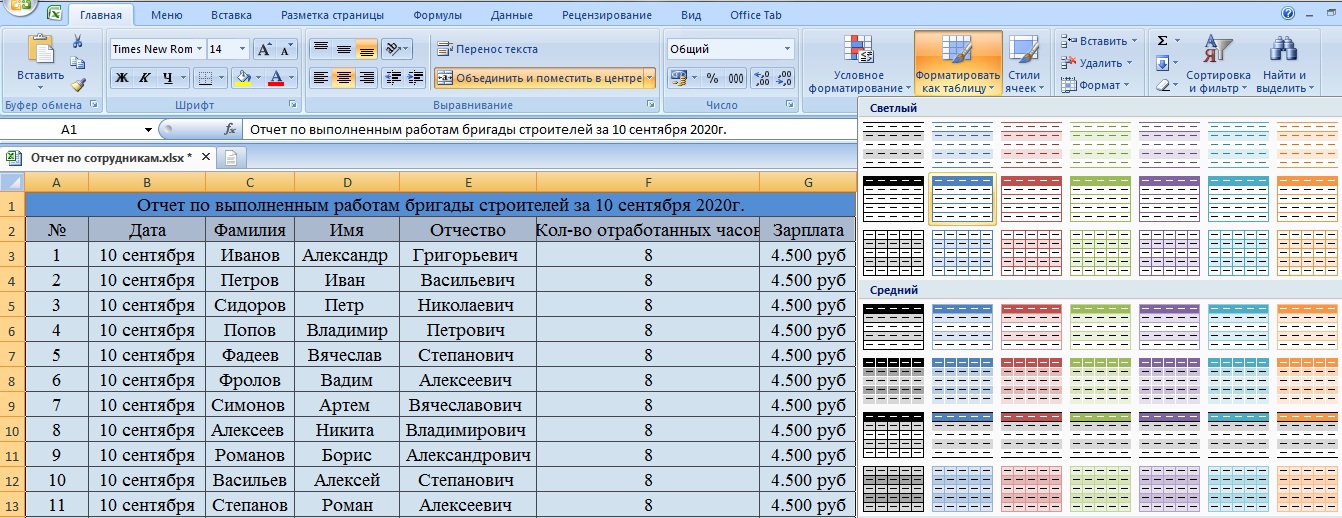 Главная Меню Вставка Разметка страницы Формулы Данные Рецензирование Вид Office Tab
Вставить
Буфер обмена
Times New Rom 14
Ж К Ч
Шрифт
Перенос текста
Объединить и поместить в центре
Выравнивание
Общий
% 000
Число
Условное форматирование
Форматировать как таблицу
Стили ячеек
Вставить
Удалить
Формат
Сортировка и фильтр
Найти и выделить
A1 fx Отчет по выполненным работам бригады строителей за 10 сентября 2020г.
Отчет по сотрудникам.xlsx *
Светлый
Средний
A B C D E F G
1 Отчет по выполненным работам бригады строителей за 10 сентября 2020г.
2 № Дата Фамилия Имя Отчество Кол-во отработанных часов Зарплата
3 1 10 сентября Иванов Александр Григорьевич 8 4.500 руб
4 2 10 сентября Петров Иван Васильевич 8 4.500 руб
5 3 10 сентября Сидоров Петр Николаевич 8 4.500 руб
6 4 10 сентября Попов Владимир Петрович 8 4.500 руб
7 5 10 сентября Фадеев Вячеслав Степанович 8 4.500 руб
8 6 10 сентября Фролов Вадим Алексеевич 8 4.500 руб
9 7 10 сентября Симонов Артем Вячеславович 8 4.500 руб
10 8 10 сентября Алексеев Никита Владимирович 8 4.500 руб
11 9 10 сентября Романов Борис Александрович 8 4.500 руб
12 10 10 сентября Васильев Алексей Степанович 8 4.500 руб
13 11 10 сентября Степанов Роман Алексеевич 8 4.500 руб